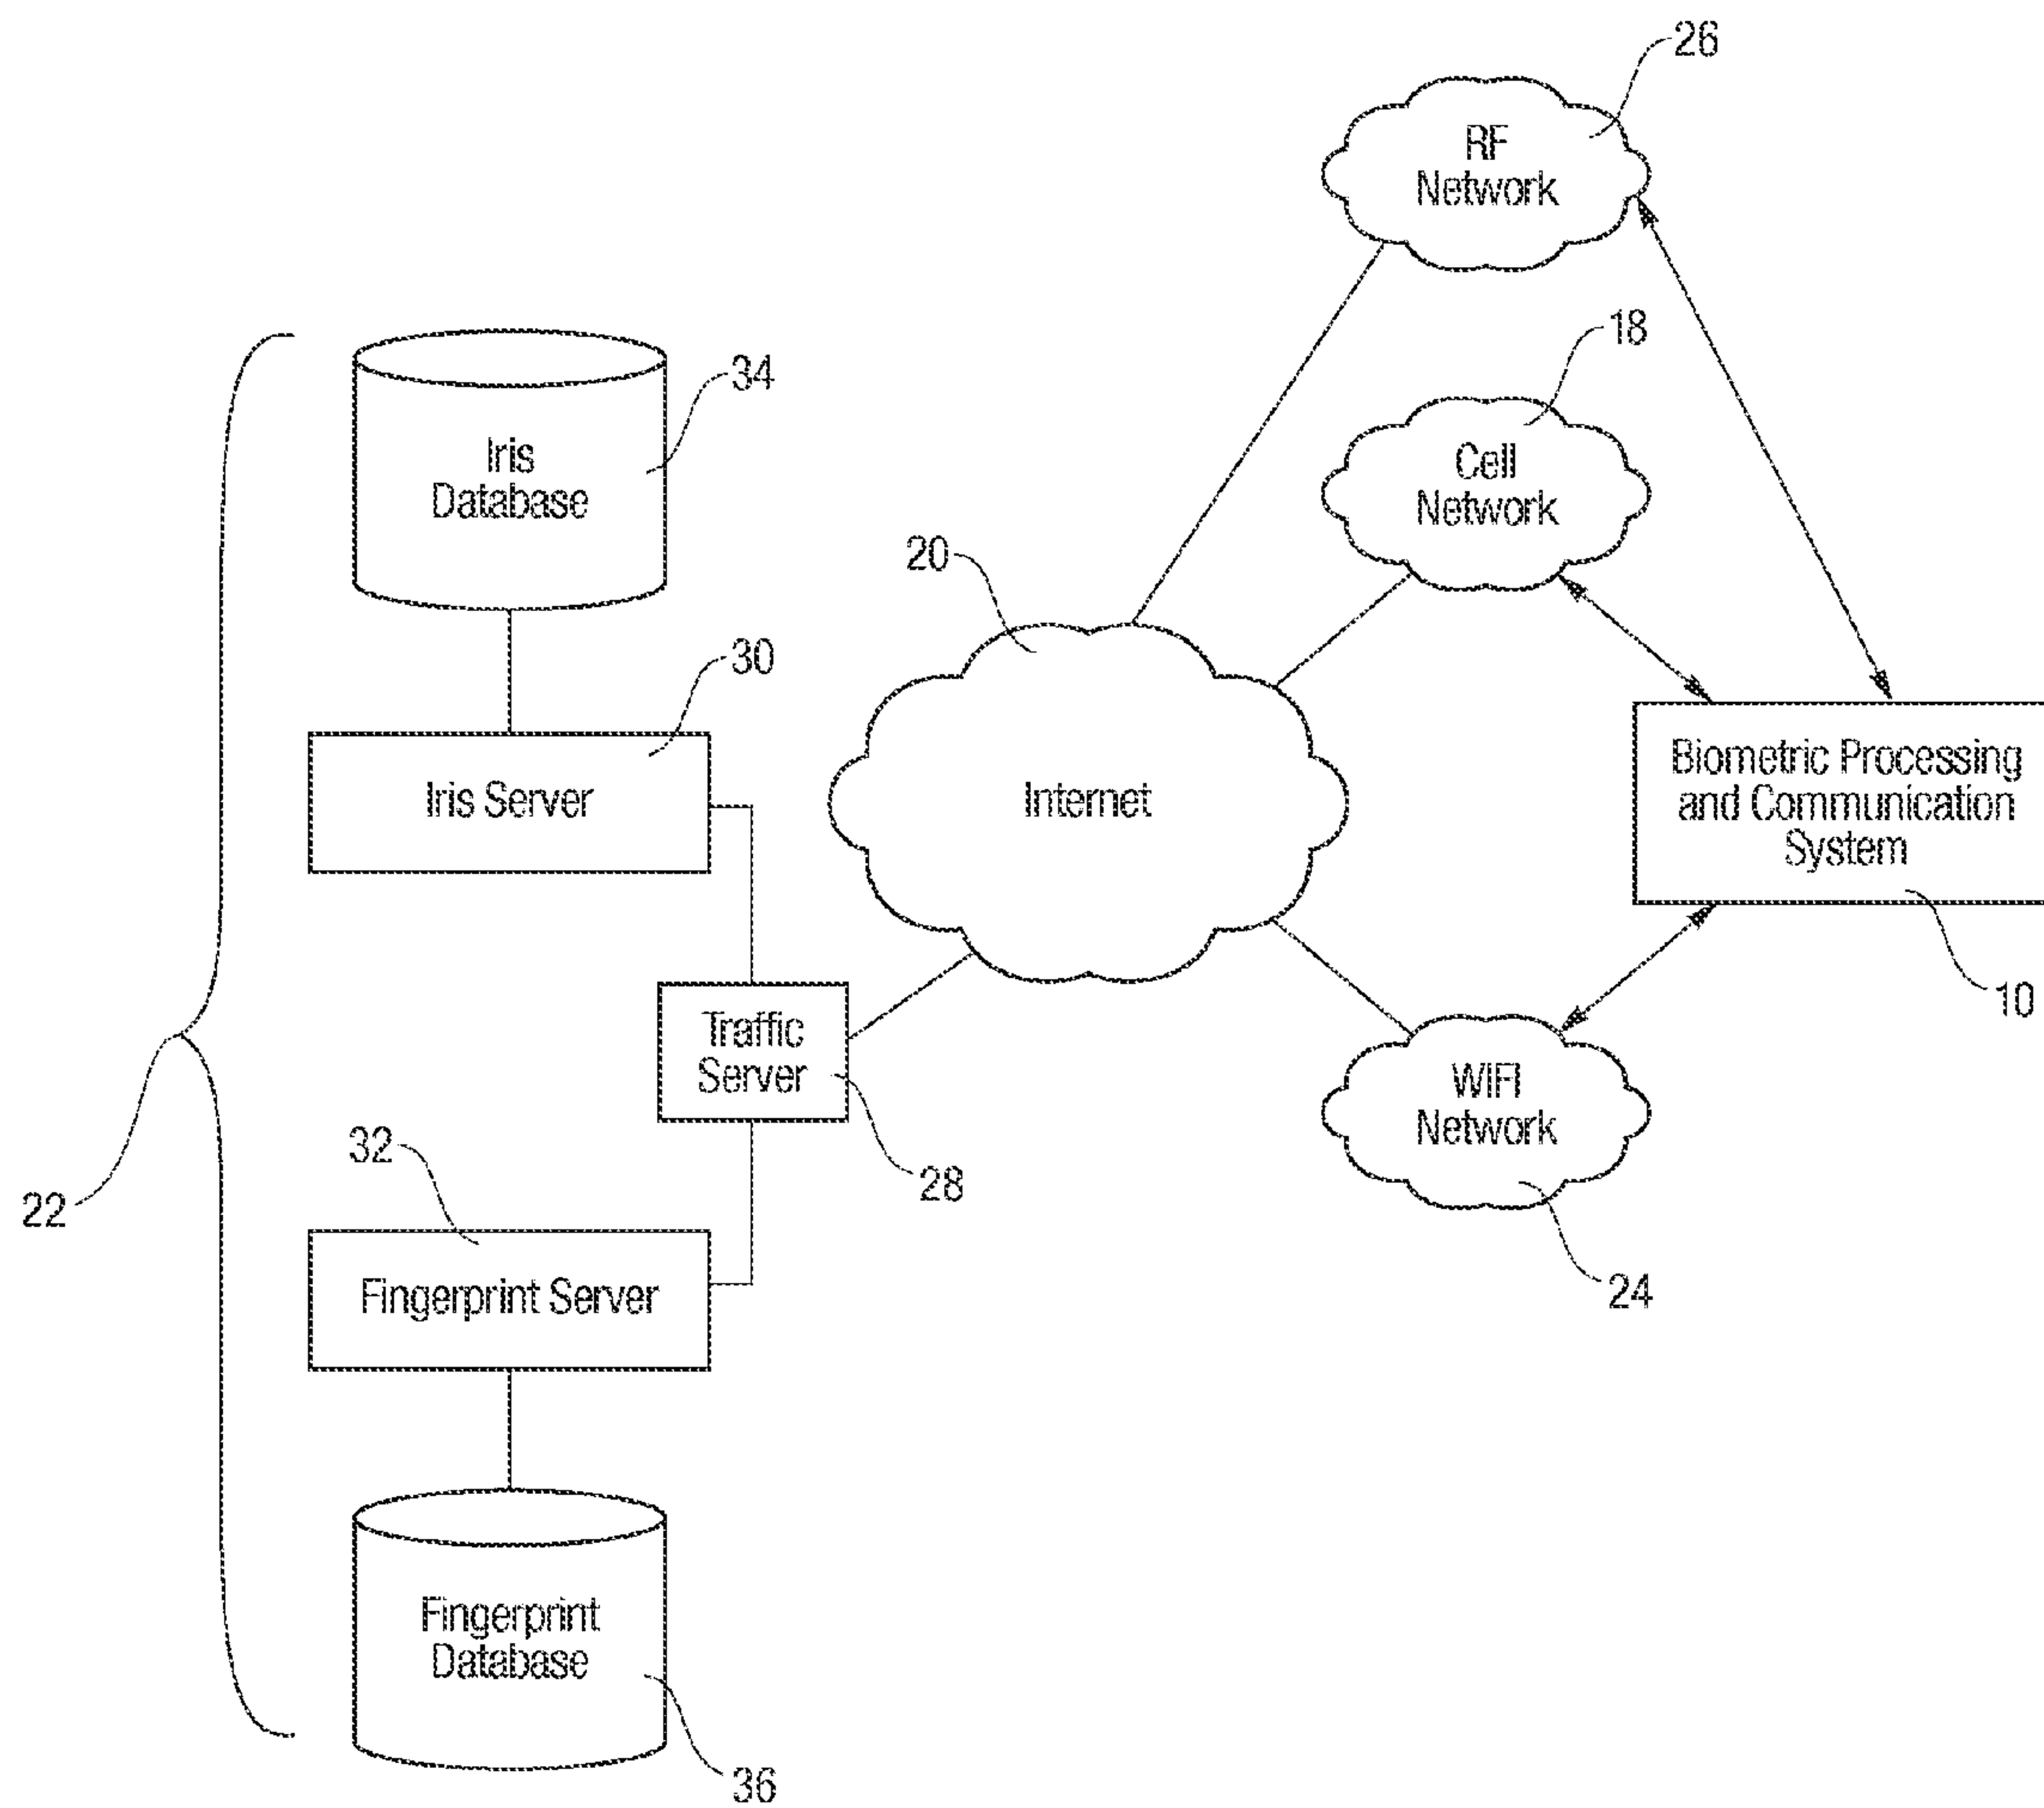 26
RF
Network
18
Cell
Network
34
Iris
Database
20
30
Iris Server
Internet
Biometric Processing
and Communication
System
10
Traffic
Server
28
WIFI
Network
24
32
22
Fingerprint Server
Fingerprint
Database
36